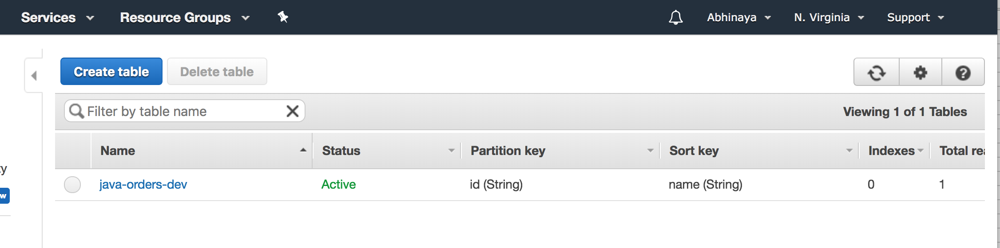 Services Resource Groups Abhinaya N. Virginia Support
Create table Delete table
Filter by table name Viewing 1 of 1 Tables
Name Status Partition key Sort key Indexes Total
java-orders-dev Active id (String) name (String) 0 1